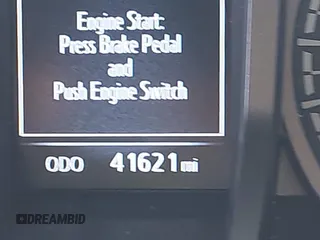 Engine Start:
Press Brake Pedal
and
Push Engine Switch
ODO 41621 mi
DREAMBID